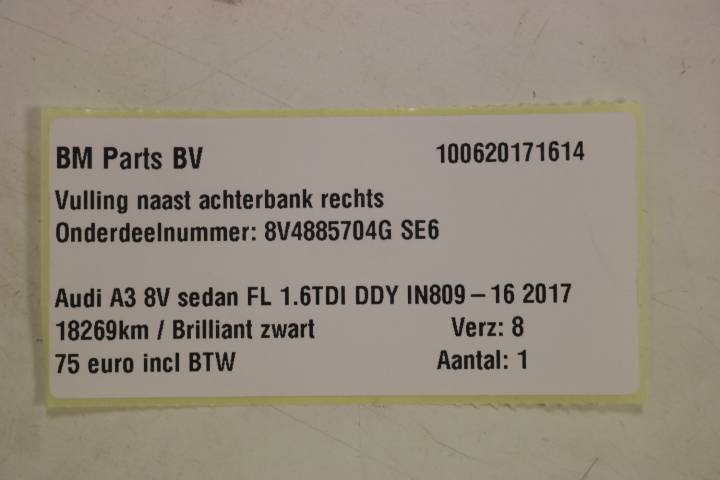 BM Parts BV 100620171614
Vulling naast achterbank rechts
Onderdeelnummer: 8V4885704G SE6
Audi A3 8V sedan FL 1.6TDI DDY IN809 – 16 2017
18269km / Brilliant zwart Verz: 8
75 euro incl BTW Aantal: 1